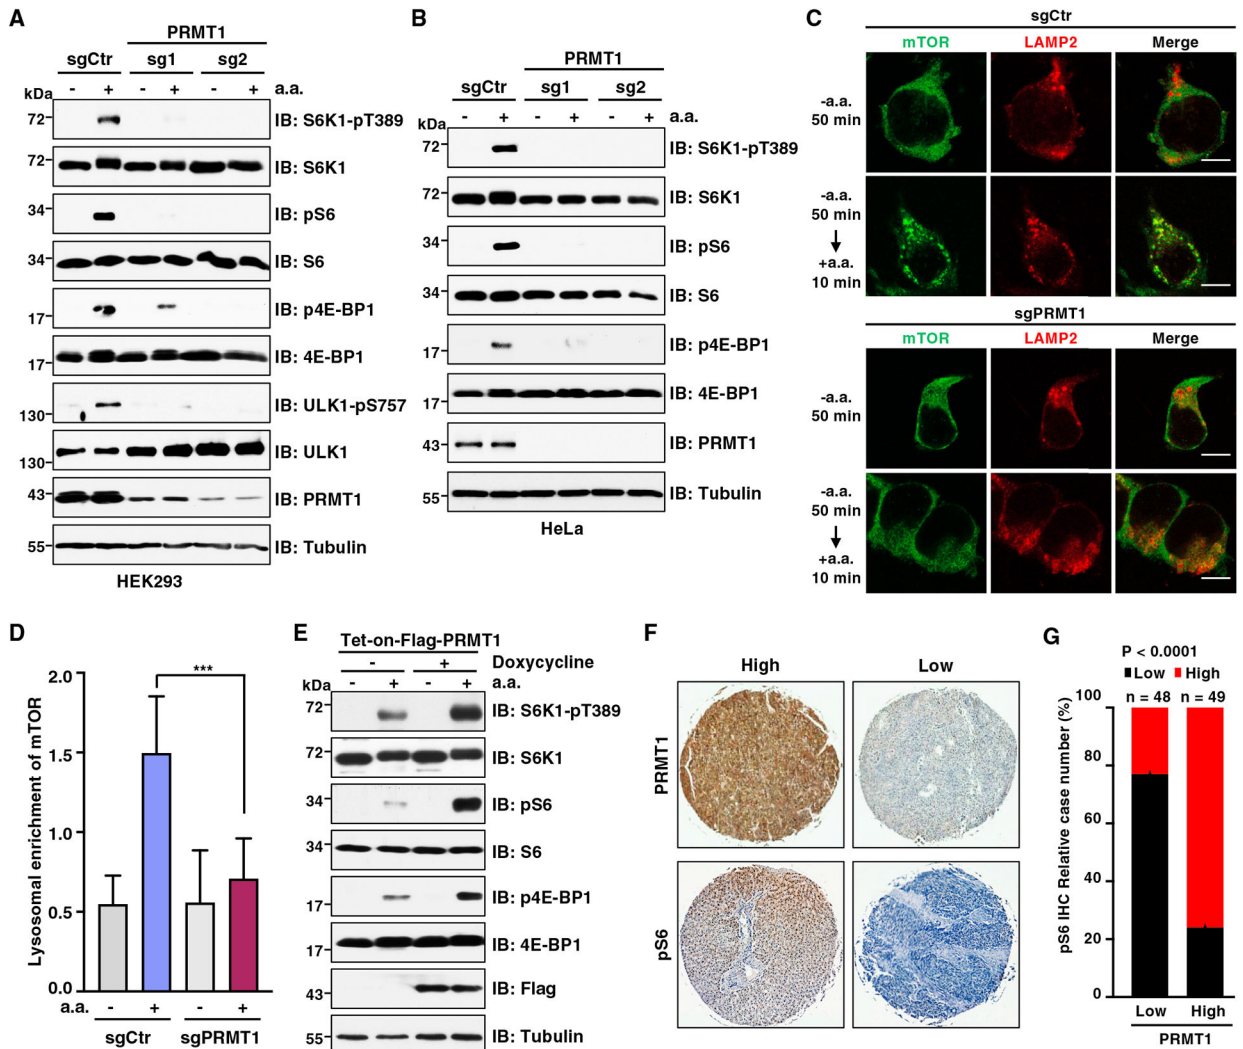 A
PRMT1
sgCtr sg1 sg2
- + - + - + a.a.
kDa
72 IB: S6K1-pT389
72 IB: S6K1
34 IB: pS6
34 IB: S6
17 IB: p4E-BP1
17 IB: 4E-BP1
130 IB: ULK1-pS757
130 IB: ULK1
43 IB: PRMT1
55 IB: Tubulin
HEK293
B
PRMT1
sgCtr sg1 sg2
- + - + - + a.a.
kDa
72 IB: S6K1-pT389
72 IB: S6K1
34 IB: pS6
34 IB: S6
17 IB: p4E-BP1
17 IB: 4E-BP1
43 IB: PRMT1
55 IB: Tubulin
HeLa
C
sgCtr
mTOR LAMP2 Merge
-a.a.
50 min
-a.a.
50 min
+a.a.
10 min
sgPRMT1
mTOR LAMP2 Merge
-a.a.
50 min
-a.a.
50 min
+a.a.
10 min
D
Lysosomal enrichment of mTOR
2.0
1.5
1.0
0.5
0.0
***
a.a. - + - +
sgCtr sgPRMT1
E
Tet-on-Flag-PRMT1
- + Doxycycline
kDa - + - + a.a.
72 IB: S6K1-pT389
72 IB: S6K1
34 IB: pS6
34 IB: S6
17 IB: p4E-BP1
17 IB: 4E-BP1
43 IB: Flag
55 IB: Tubulin
F
High Low
PRMT1
pS6
G
P < 0.0001
Low High
n = 48 n = 49
pS6 IHC Relative case number (%)
100
80
60
40
20
0
Low High
PRMT1